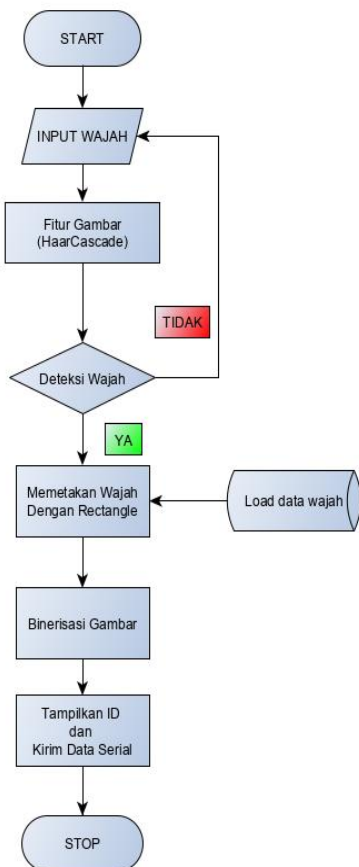 START
INPUT WAJAH
Fitur Gambar
(HaarCascade)
TIDAK
Deteksi Wajah
YA
Memetakan Wajah
Dengan Rectangle
Load data wajah
Binerisasi Gambar
Tampilkan ID
dan
Kirim Data Serial
STOP